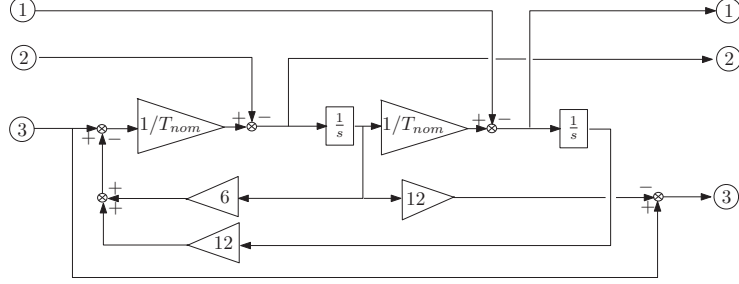 1 − 1
2 − 2
3 + − 1/T_nom + 1/s 1/T_nom + 1/s
+ + 6 12 − + 3
12